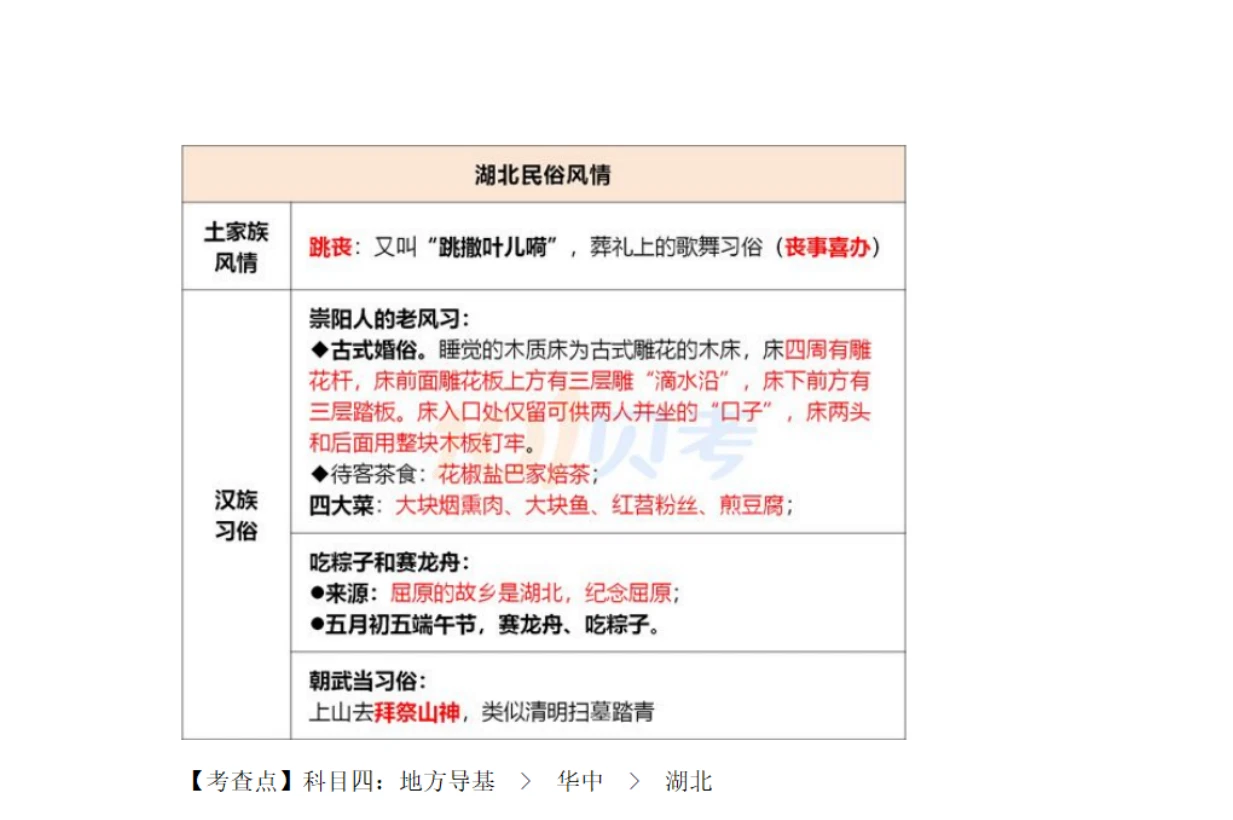 湖北民俗风情
土家族
风情
跳丧：又叫“跳撒叶儿嗬”，葬礼上的歌舞习俗（丧事喜办）
汉族
习俗
崇阳人的老风习：
◆古式婚俗。睡觉的木质床为古式雕花的木床，床四周有雕
花杆，床前面雕花板上方有三层雕“滴水沿”，床下前方有
三层踏板。床入口处仅留可供两人并坐的“口子”，床两头
和后面用整块木板钉牢。
◆待客茶食：花椒盐巴家焙茶；
四大菜：大块烟熏肉、大块鱼、红苕粉丝、煎豆腐；
吃粽子和赛龙舟：
●来源：屈原的故乡是湖北，纪念屈原；
●五月初五端午节，赛龙舟、吃粽子。
朝武当习俗：
上山去拜祭山神，类似清明扫墓踏青
【考查点】科目四：地方导基 > 华中 > 湖北